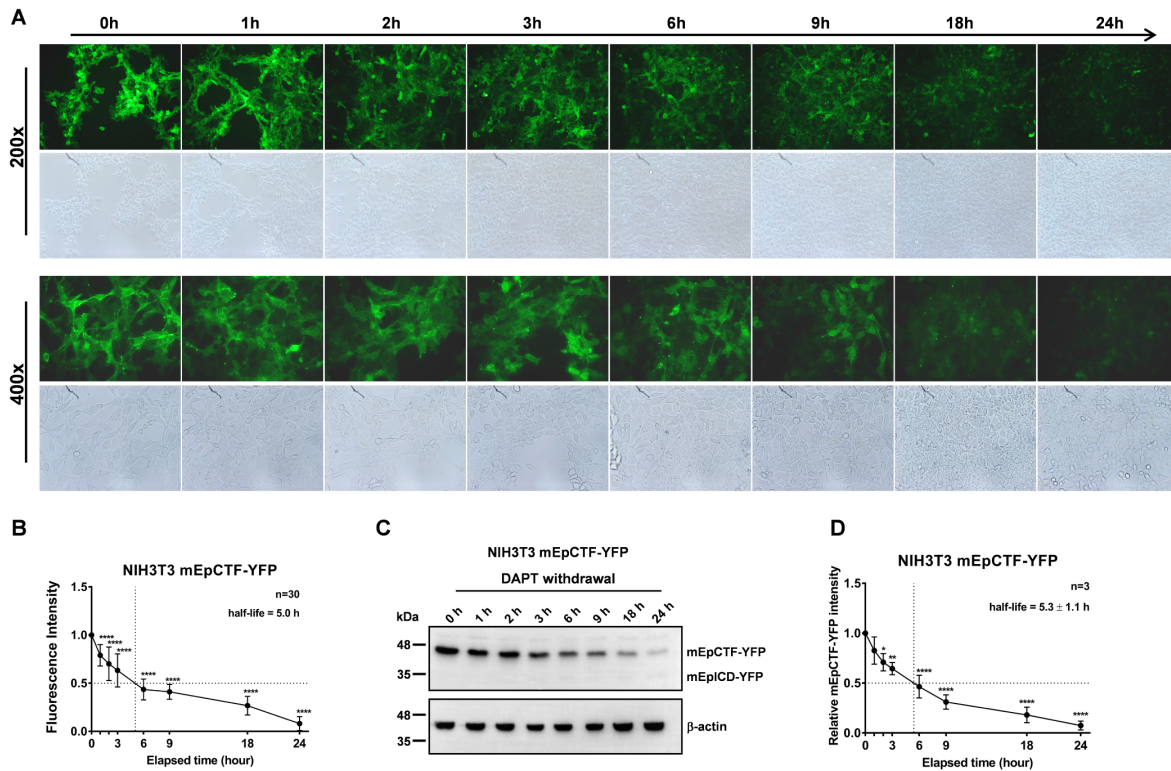 A
0h 1h 2h 3h 6h 9h 18h 24h
200x
400x
B
NIH3T3 mEpCTF-YFP
n=30
half-life = 5.0 h
Fluorescence Intensity
1.5
1.0
0.5
0.0
**** **** **** **** **** **** ****
0 3 6 9 18 24
Elapsed time (hour)
C
NIH3T3 mEpCTF-YFP
DAPT withdrawal
kDa
0 h 1 h 2 h 3 h 6 h 9 h 18 h 24 h
48
35
mEpCTF-YFP
mEpICD-YFP
48
35
β-actin
D
NIH3T3 mEpCTF-YFP
n=3
half-life = 5.3 ± 1.1 h
Relative mEpCTF-YFP intensity
1.5
1.0
0.5
0.0
* ** **** **** **** ****
0 3 6 9 18 24
Elapsed time (hour)